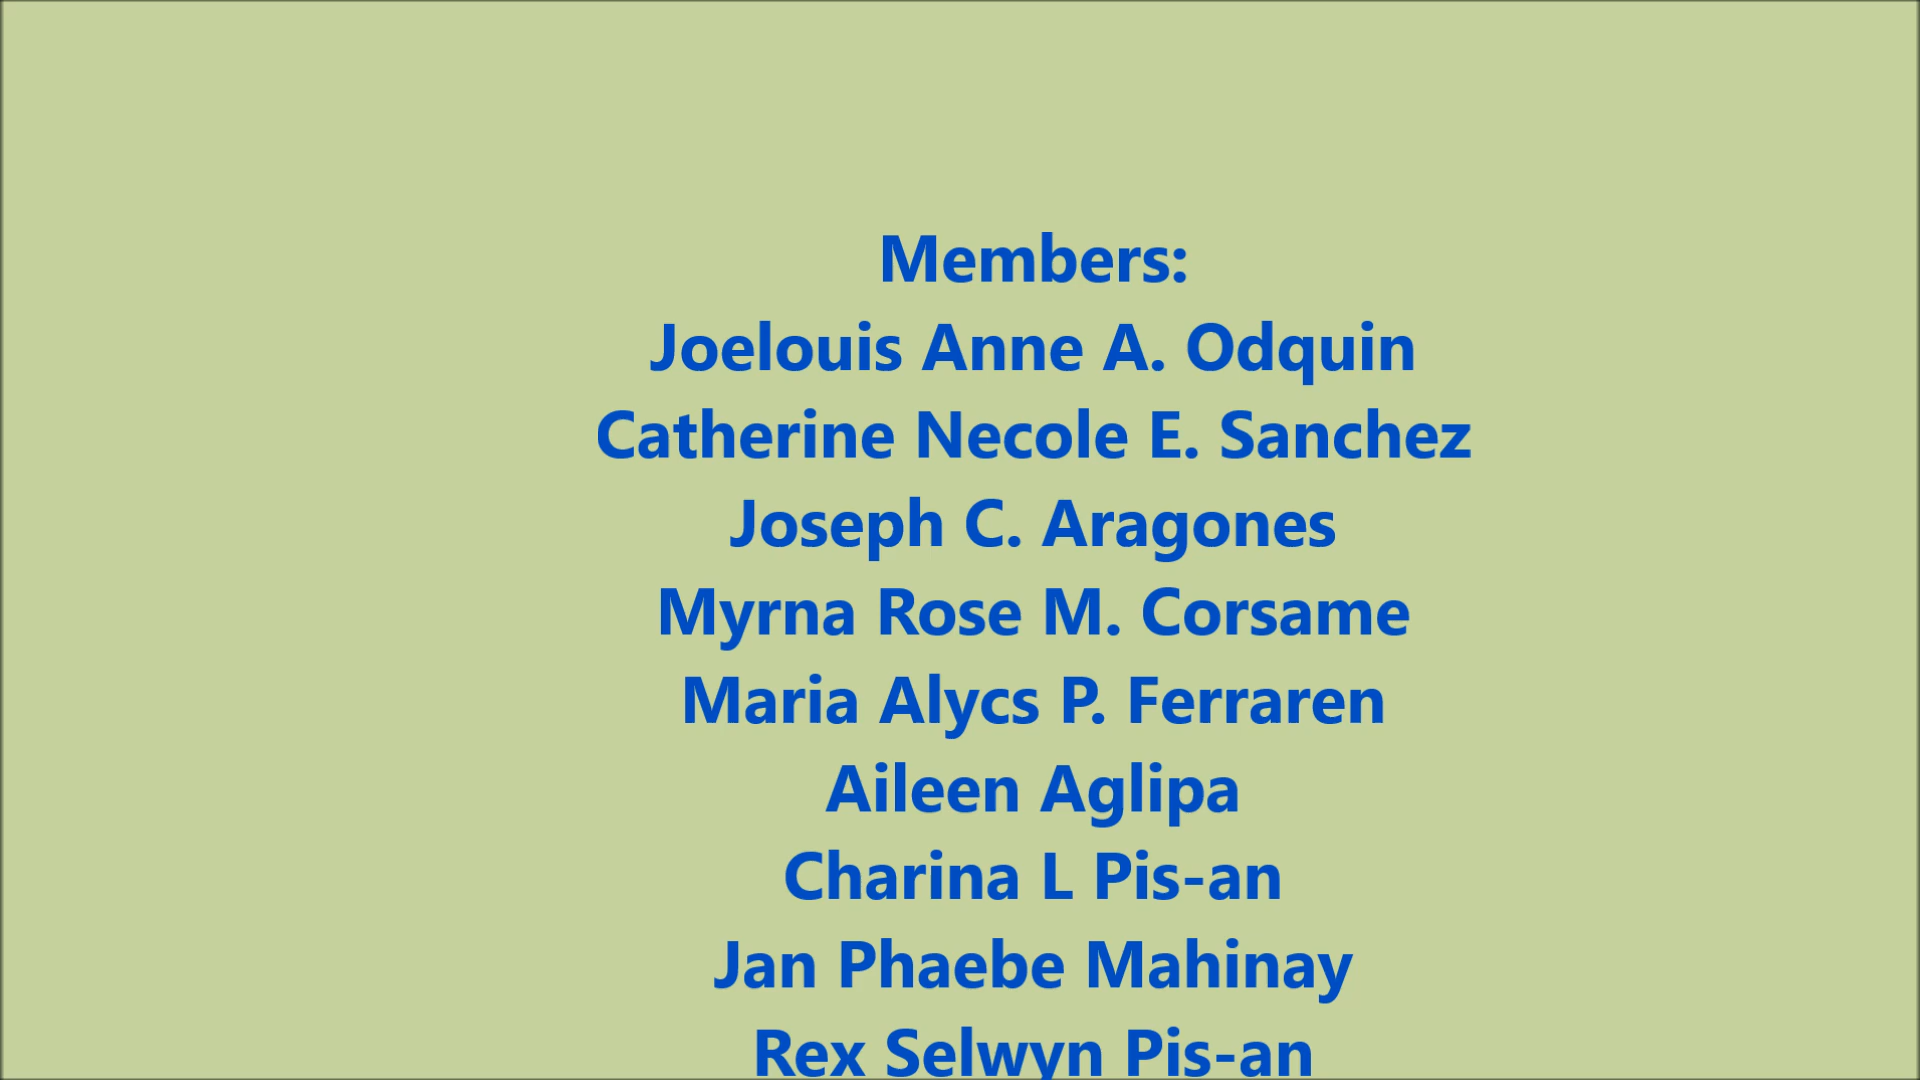 Members:
Joelouis Anne A. Odquin
Catherine Necole E. Sanchez
Joseph C. Aragones
Myrna Rose M. Corsame
Maria Alycs P. Ferraren
Aileen Aglipa
Charina L Pis-an
Jan Phaebe Mahinay
Rex Selwyn Pis-an